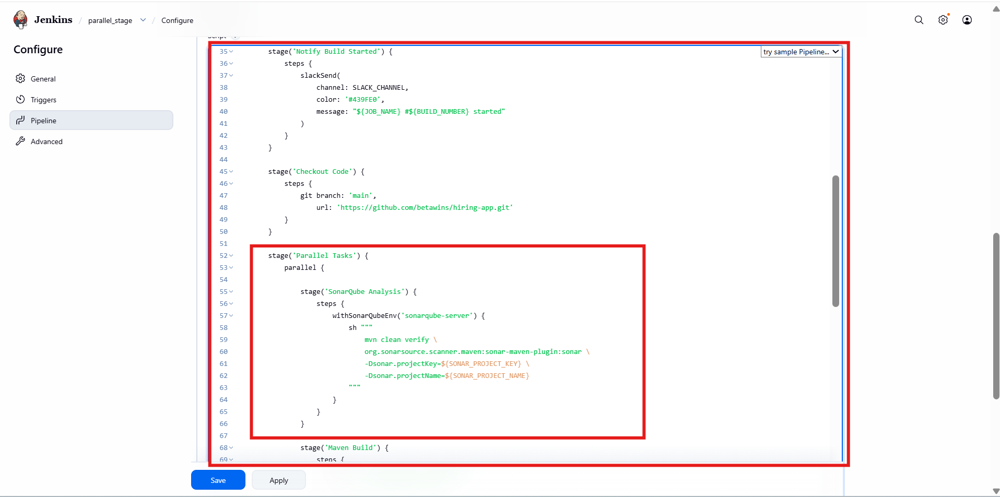 Jenkins / parallel_stage / Configure
Configure
General
Triggers
Pipeline
Advanced
Script
try sample Pipeline...
35 stage('Notify Build Started') {
36 steps {
37 slackSend(
38 channel: SLACK_CHANNEL,
39 color: '#439FE0',
40 message: "${JOB_NAME} #${BUILD_NUMBER} started"
41 )
42 }
43 }
44
45 stage('Checkout Code') {
46 steps {
47 git branch: 'main',
48 url: 'https://github.com/betawins/hiring-app.git'
49 }
50 }
51
52 stage('Parallel Tasks') {
53 parallel {
54
55 stage('SonarQube Analysis') {
56 steps {
57 withSonarQubeEnv('sonarqube-server') {
58 sh """
59 mvn clean verify \
60 org.sonarsource.scanner.maven:sonar-maven-plugin:sonar \
61 -Dsonar.projectKey=${SONAR_PROJECT_KEY} \
62 -Dsonar.projectName=${SONAR_PROJECT_NAME}
63 """
64 }
65 }
66 }
67
68 stage('Maven Build') {
69 steps {
Save
Apply